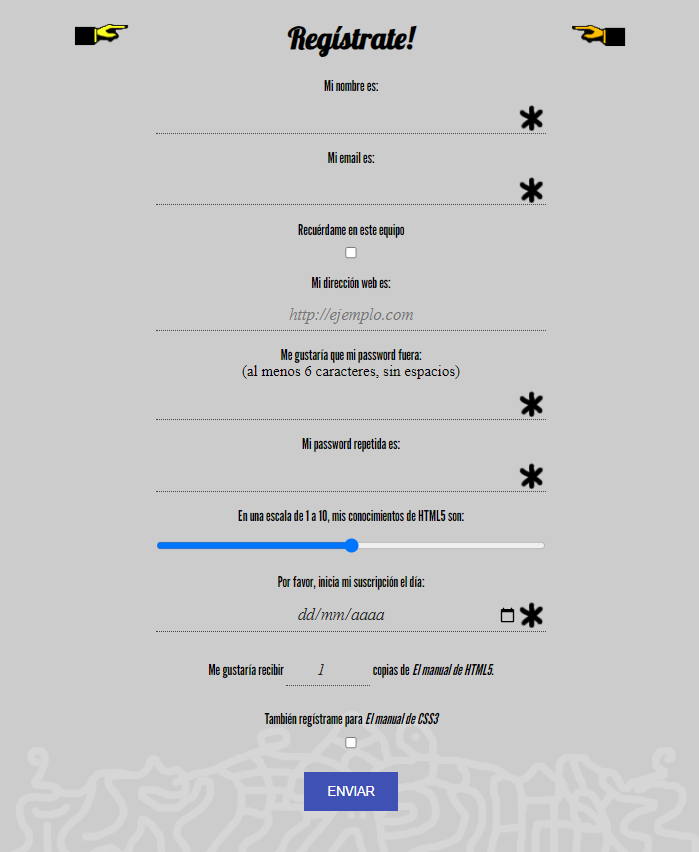 Regístrate!
Mi nombre es:
Mi email es:
Recuérdame en este equipo
Mi dirección web es:
http://ejemplo.com
Me gustaría que mi password fuera:
(al menos 6 caracteres, sin espacios)
Mi password repetida es:
En una escala de 1 a 10, mis conocimientos de HTML5 son:
Por favor, inicia mi suscripción el día:
dd/mm/aaaa
Me gustaría recibir 1 copias de El manual de HTML5.
También regístrame para El manual de CSS3
ENVIAR